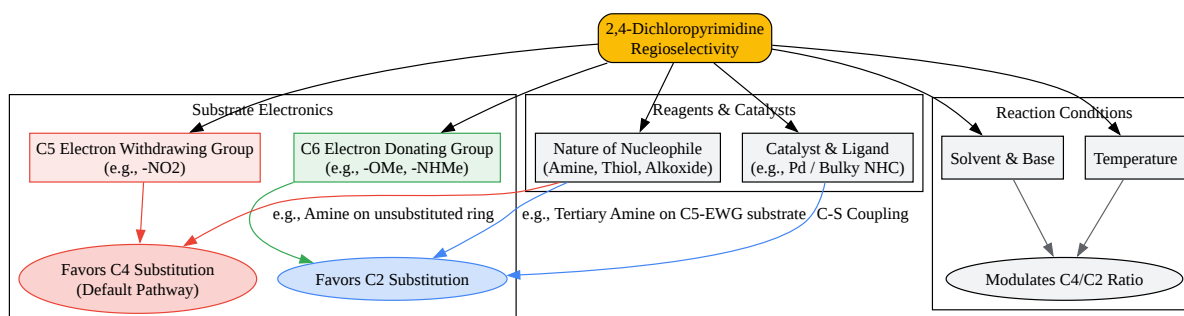 2,4-Dichloropyrimidine
Regioselectivity
Substrate Electronics
Reagents & Catalysts
Reaction Conditions
C5 Electron Withdrawing Group
(e.g., -NO2)
C6 Electron Donating Group
(e.g., -OMe, -NHMe)
Nature of Nucleophile
(Amine, Thiol, Alkoxide)
Catalyst & Ligand
(e.g., Pd / Bulky NHC)
Solvent & Base
Temperature
e.g., Amine on unsubstituted ring
e.g., Tertiary Amine on C5-EWG substrate
C-S Coupling
Favors C4 Substitution
(Default Pathway)
Favors C2 Substitution
Modulates C4/C2 Ratio